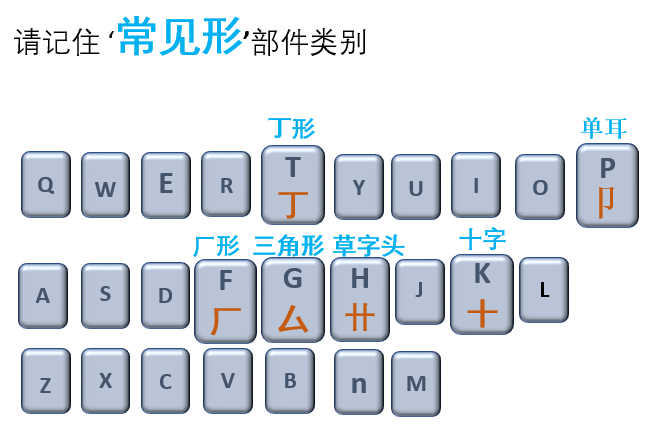 请记住‘常见形’部件类别
丁形 单耳
Q W E R T Y U I O P
丁 卩
厂形 三角形 草字头 十字
A S D F G H J K L
厂 厶 卄 十
Z X C V B n M